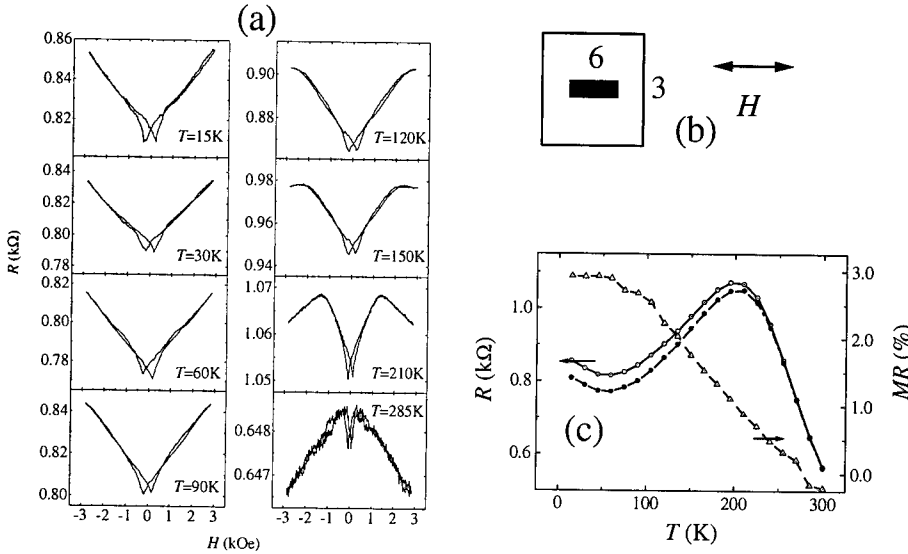 (a)
0.86
0.84
0.82
T=15K
0.84
0.82
0.80
0.78
T=30K
0.82
0.80
0.78
T=60K
0.84
0.82
0.80
T=90K
0.90
0.88
T=120K
0.98
0.96
0.94
T=150K
1.07
1.06
1.05
T=210K
0.648
0.647
T=285K
R (kΩ)
-3 -2 -1 0 1 2 3
-3 -2 -1 0 1 2 3
H (kOe)
6
3
H
(b)
1.0
0.8
0.6
R (kΩ)
3.0
2.0
1.0
0.0
MR (%)
(c)
0 100 200 300
T (K)